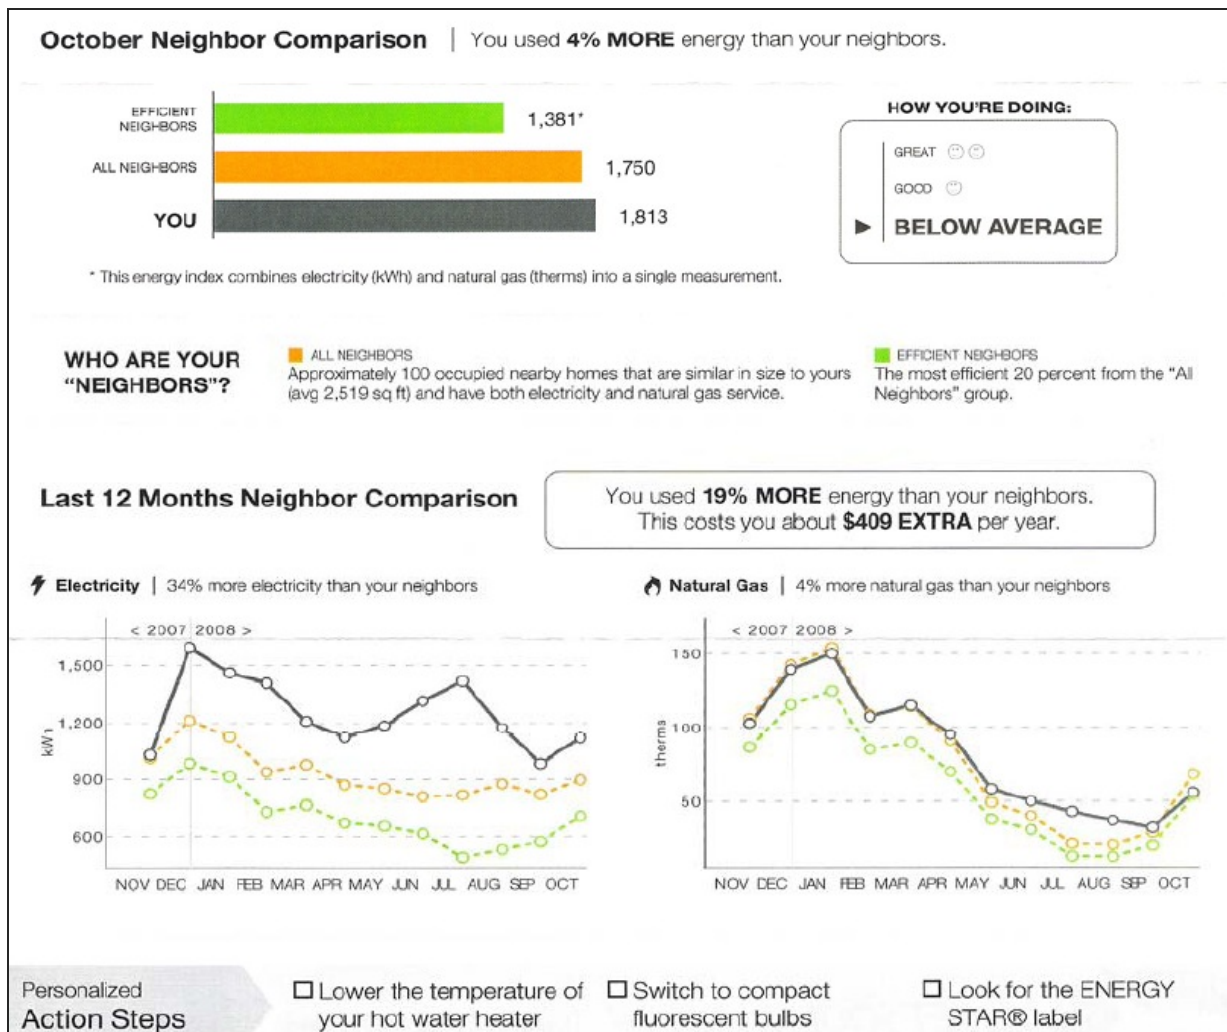 October Neighbor Comparison | You used 4% MORE energy than your neighbors.
EFFICIENT
NEIGHBORS
1,381*
ALL NEIGHBORS
1,750
YOU
1,813
HOW YOU'RE DOING:
GREAT
GOOD
BELOW AVERAGE
* This energy index combines electricity (kWh) and natural gas (therms) into a single measurement.
WHO ARE YOUR
"NEIGHBORS"?
ALL NEIGHBORS
Approximately 100 occupied nearby homes that are similar in size to yours
(avg 2,519 sq ft) and have both electricity and natural gas service.
EFFICIENT NEIGHBORS
The most efficient 20 percent from the "All
Neighbors" group.
Last 12 Months Neighbor Comparison
You used 19% MORE energy than your neighbors.
This costs you about $409 EXTRA per year.
Electricity | 34% more electricity than your neighbors
< 2007 2008 >
1,500
1,200
900
600
kWh
NOV DEC JAN FEB MAR APR MAY JUN JUL AUG SEP OCT
Natural Gas | 4% more natural gas than your neighbors
< 2007 2008 >
150
100
50
therms
NOV DEC JAN FEB MAR APR MAY JUN JUL AUG SEP OCT
Personalized
Action Steps
Lower the temperature of
your hot water heater
Switch to compact
fluorescent bulbs
Look for the ENERGY
STAR® label